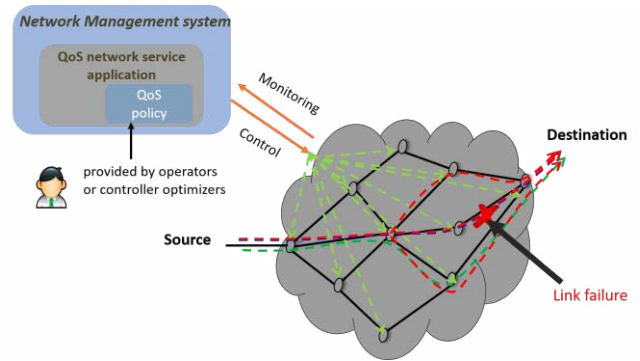 Network Management system
QoS network service
application
QoS
policy
Monitoring
Control
provided by operators
or controller optimizers
Source
Destination
Link failure